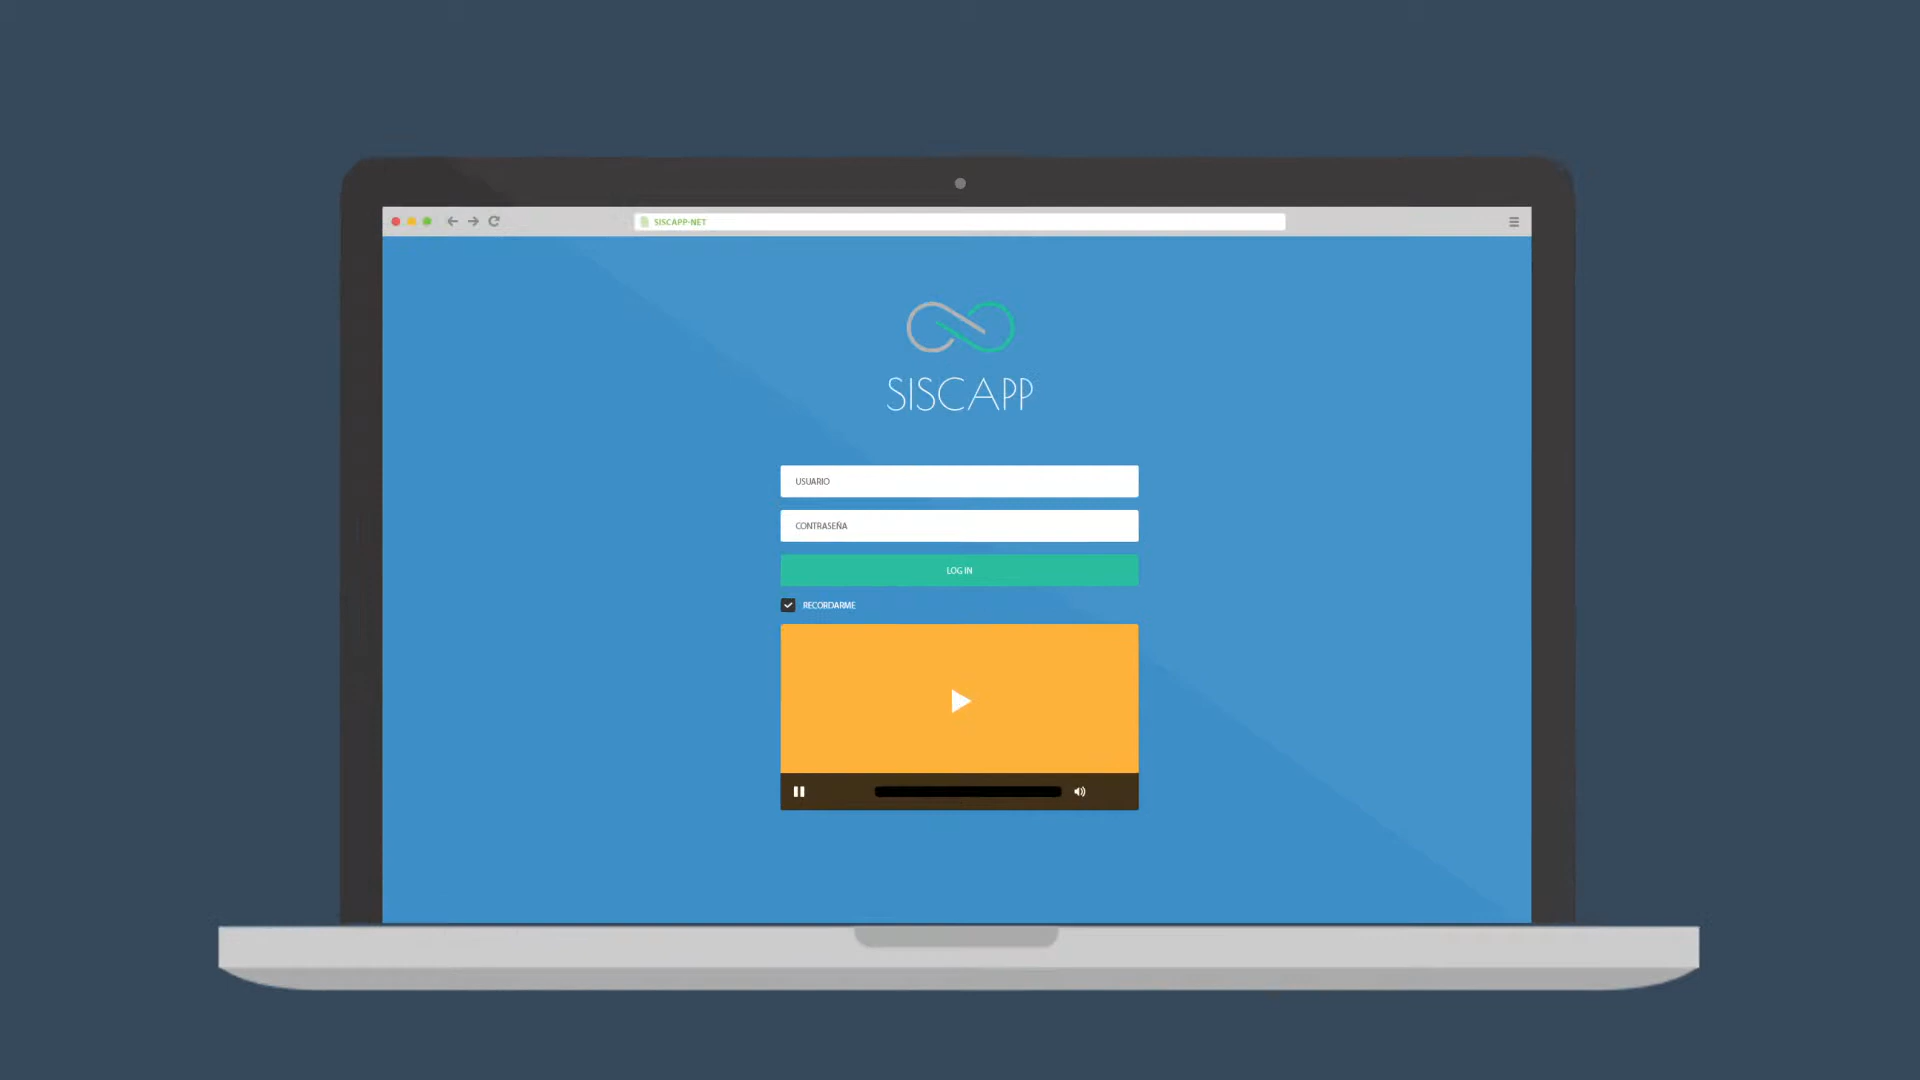 SISCAPP-NET
SISCAPP
USUARIO
CONTRASEÑA
LOG IN
RECORDARME